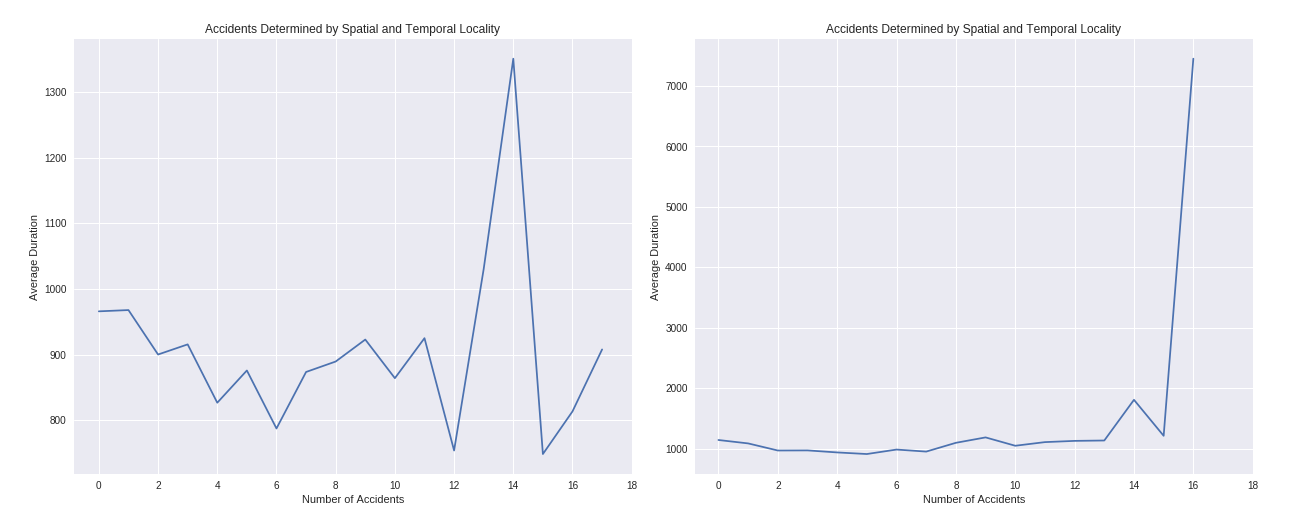 Accidents Determined by Spatial and Temporal Locality
1300
1200
1100
1000
900
800
Average Duration
0 2 4 6 8 10 12 14 16 18
Number of Accidents
Accidents Determined by Spatial and Temporal Locality
7000
6000
5000
4000
3000
2000
1000
Average Duration
0 2 4 6 8 10 12 14 16 18
Number of Accidents